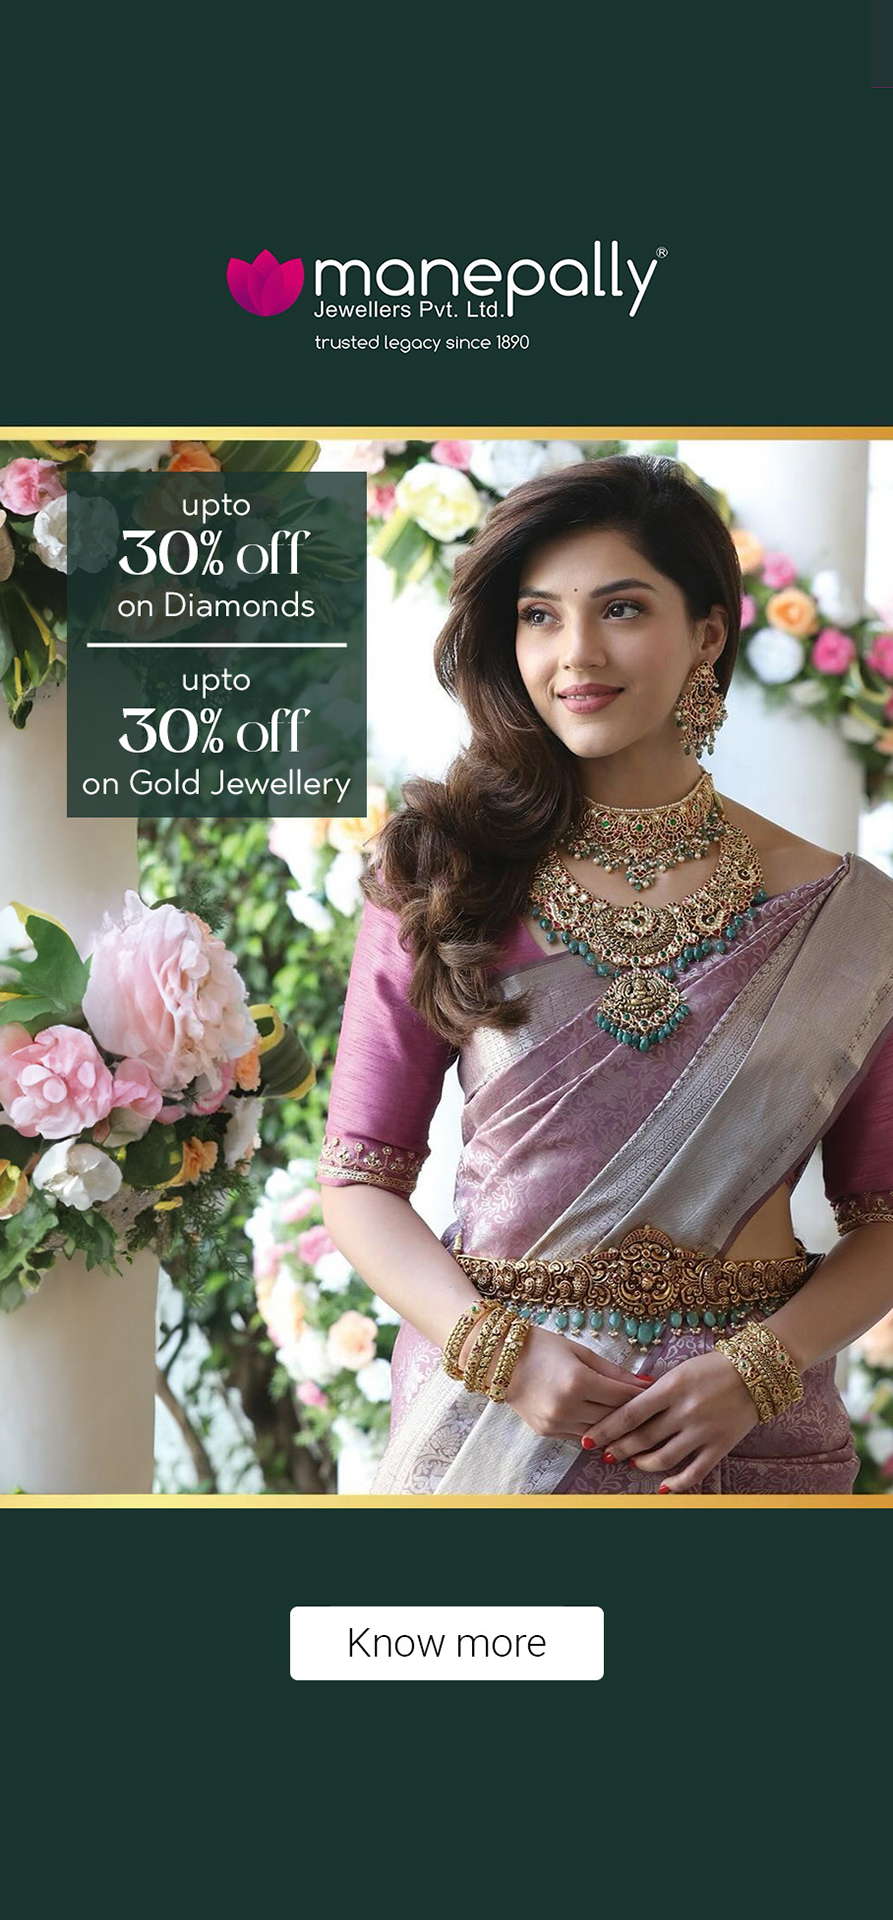 manepally®
Jewellers Pvt. Ltd.
trusted legacy since 1890
upto
30% off
on Diamonds
upto
30% off
on Gold Jewellery
Know more